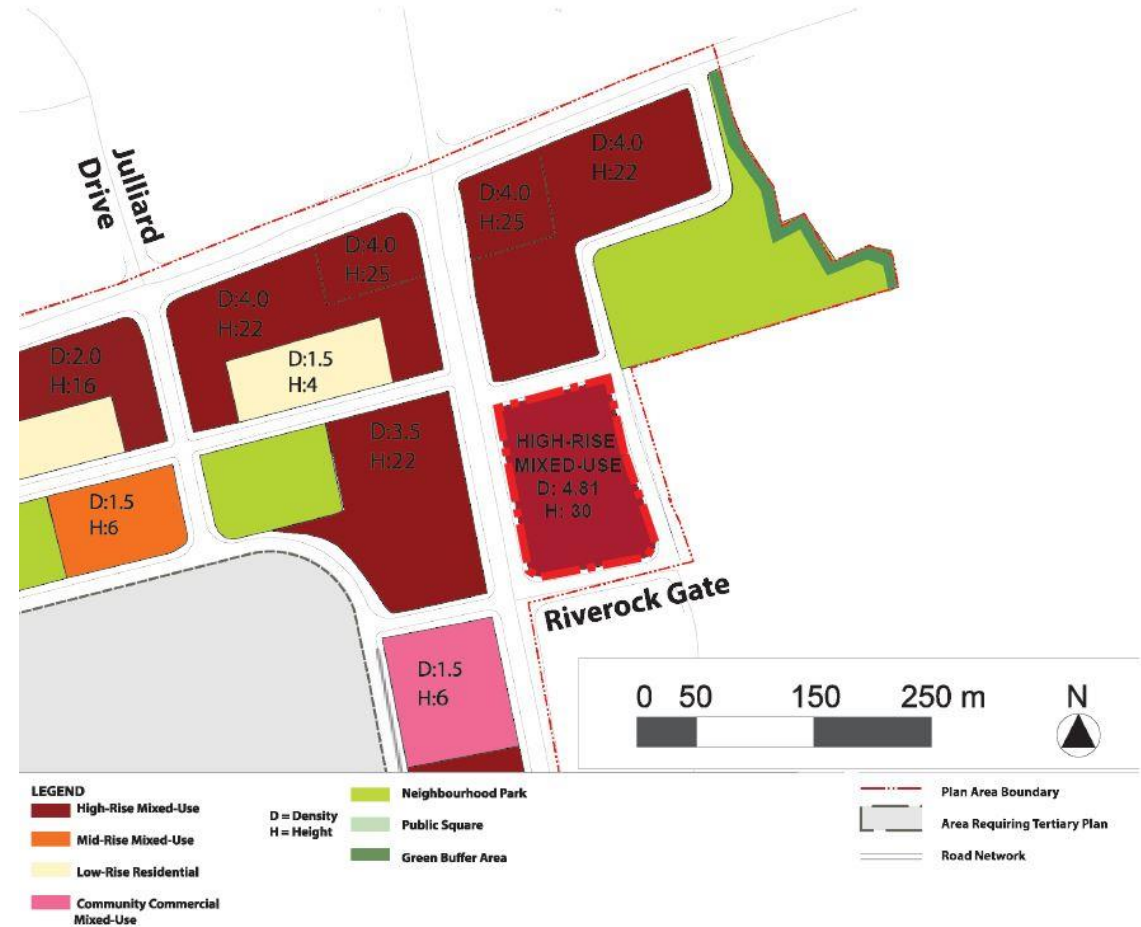 Julliard
Drive
D:4.0
H:22
D:4.0
H:25
D:4.0
H:25
D:4.0
H:22
D:2.0
H:16
D:1.5
H:4
D:3.5
H:22
HIGH-RISE
MIXED-USE
D: 4.81
H: 30
D:1.5
H:6
Riverock Gate
D:1.5
H:6
0 50 150 250 m
N
LEGEND
High-Rise Mixed-Use
Mid-Rise Mixed-Use
Low-Rise Residential
Community Commercial
Mixed-Use
D = Density
H = Height
Neighbourhood Park
Public Square
Green Buffer Area
Plan Area Boundary
Area Requiring Tertiary Plan
Road Network